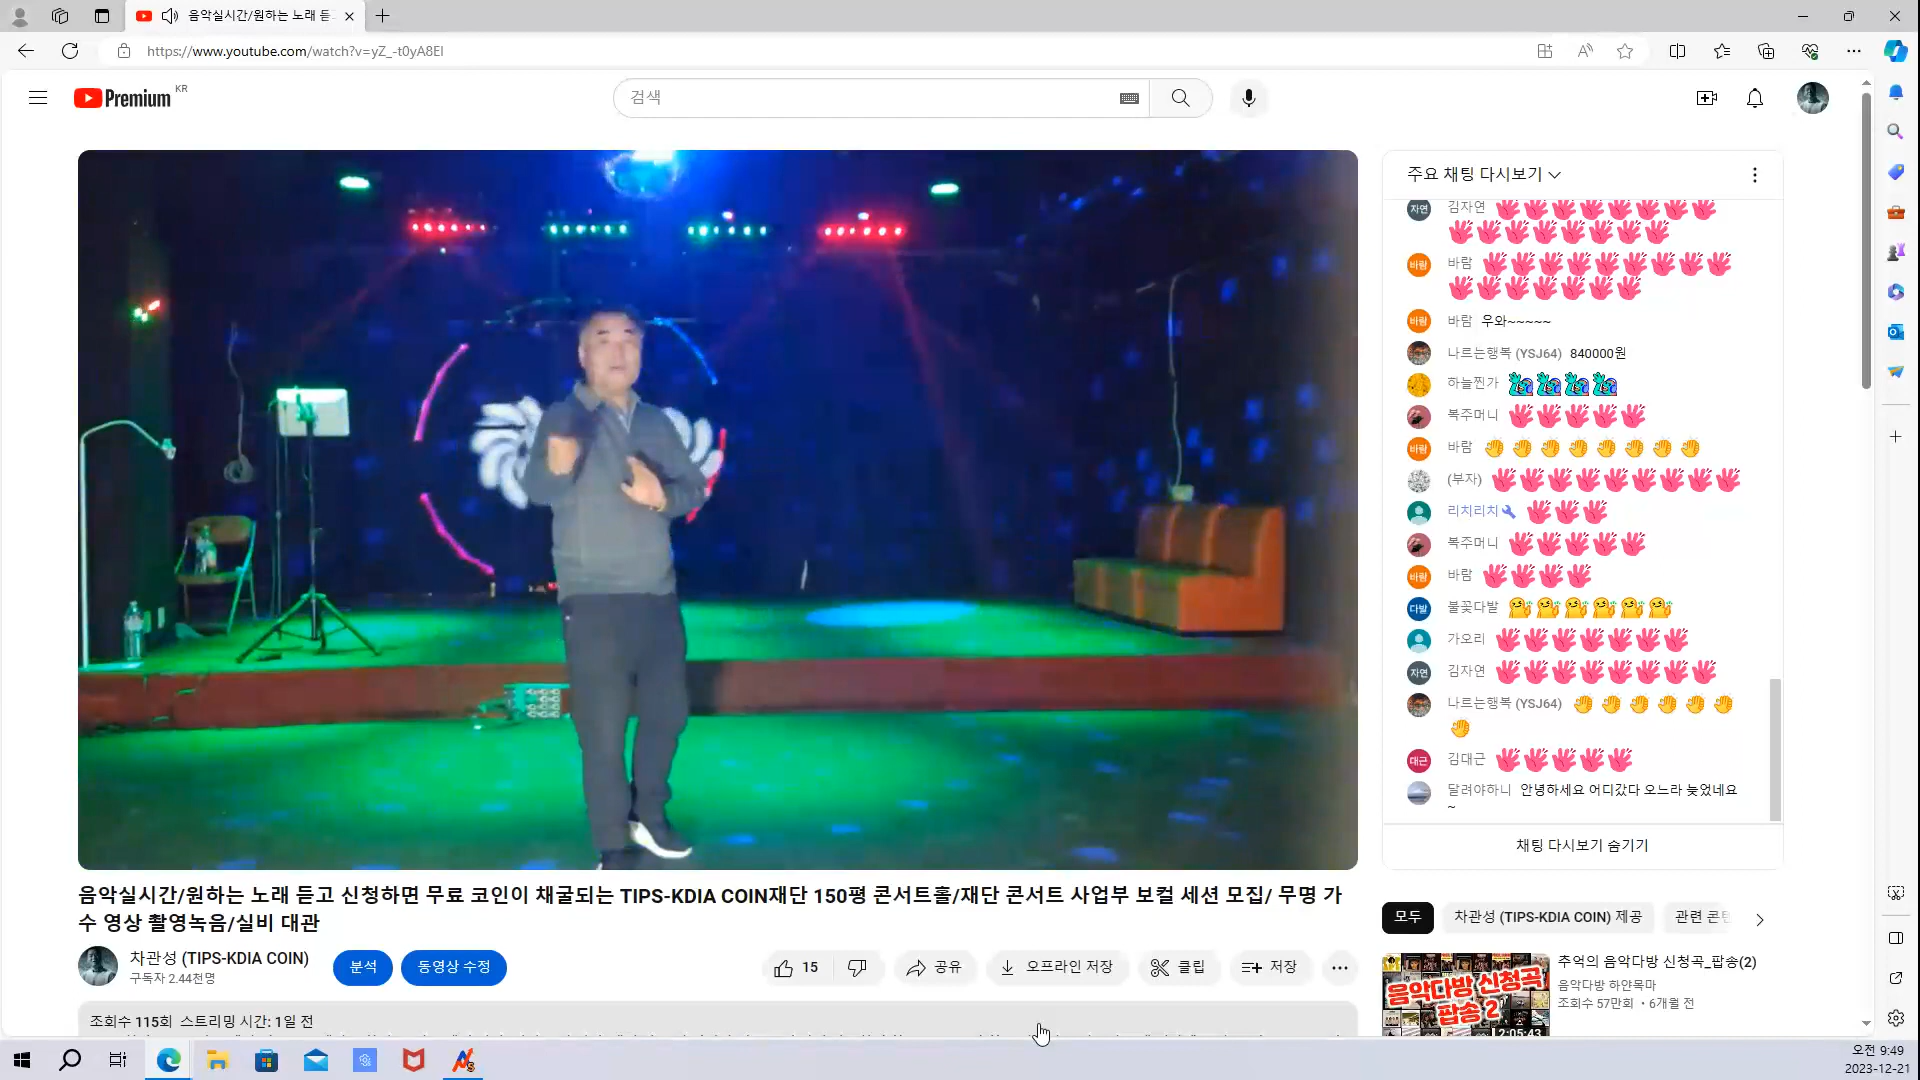 음악실시간/원하는 노래 듣
https://www.youtube.com/watch?v=yZ_-t0yA8EI
Premium KR
검색
주요 채팅 다시보기
자연 김자연
바람 바람
바람 바람 우와~~~~~
나르는행복 (YSJ64) 840000원
하늘찐가
복주머니
바람 바람
(부자)
리치리치
복주머니
바람 바람
다발 불꽃다발
가오리
자연 김자연
나르는행복 (YSJ64)
대근 김대근
달려야하니 안녕하세요 어디갔다 오느라 늦었네요
~
채팅 다시보기 숨기기
음악실시간/원하는 노래 듣고 신청하면 무료 코인이 채굴되는 TIPS-KDIA COIN재단 150평 콘서트홀/재단 콘서트 사업부 보컬 세션 모집/ 무명 가
수 영상 촬영녹음/실비 대관
차관성 (TIPS-KDIA COIN)
구독자 2.44천명
분석
동영상 수정
15
공유
오프라인 저장
클립
저장
조회수 115회 스트리밍 시간: 1일 전
모두
차관성 (TIPS-KDIA COIN) 제공
관련 콘
음악다방 신청곡
팝송 2
2:05:43
추억의 음악다방 신청곡_팝송(2)
음악다방 하얀목마
조회수 57만회 • 6개월 전
오전 9:49
2023-12-21